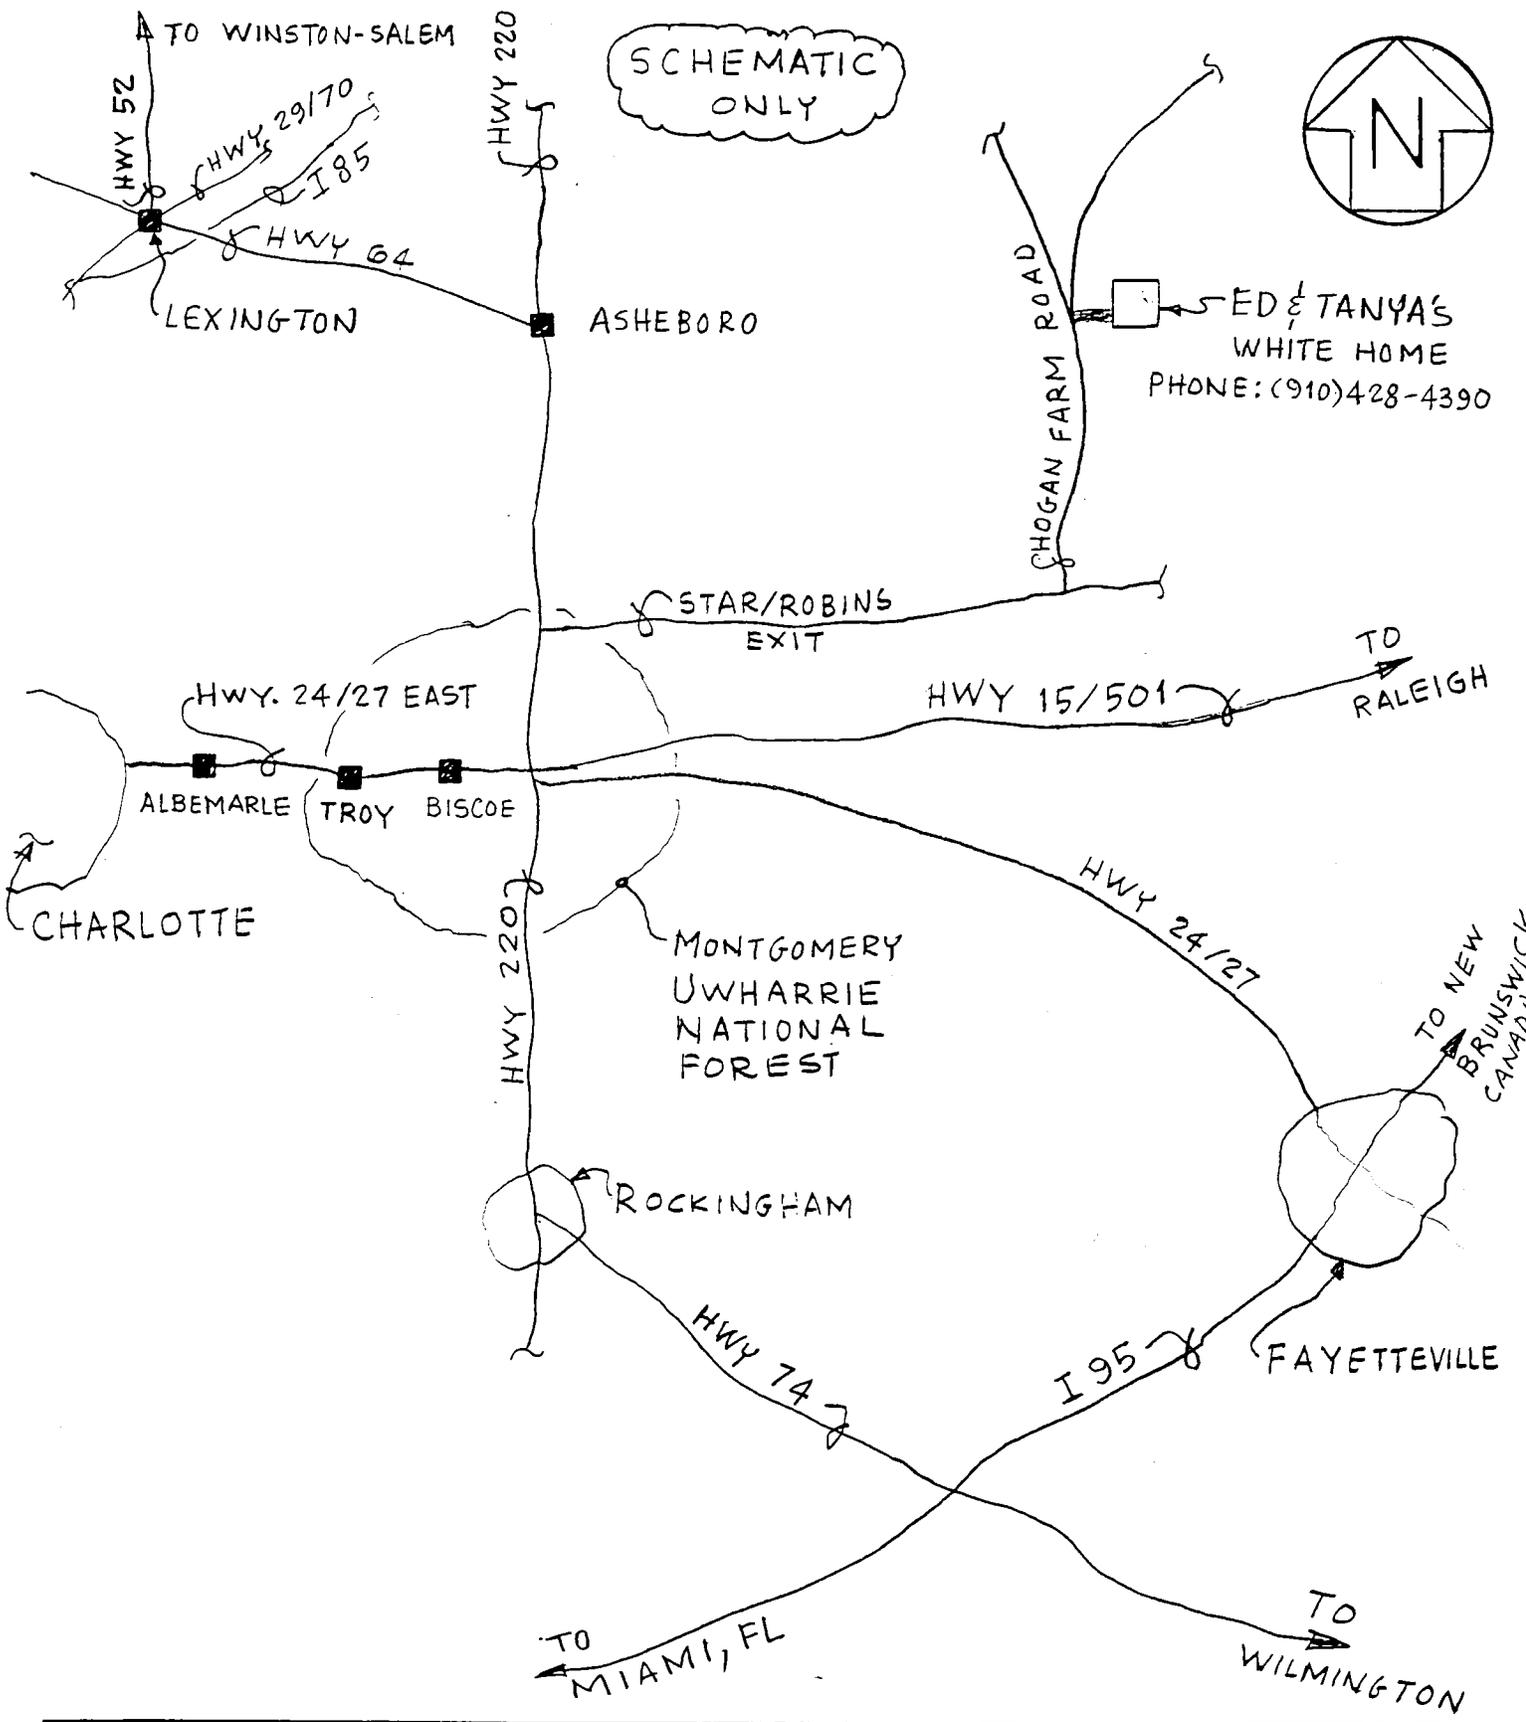 TO WINSTON-SALEM
HWY 220
SCHEMATIC
ONLY
N
HWY 52
HWY 29/70
I 85
HWY 64
LEXINGTON
ASHEBORO
HOGAN FARM ROAD
ED & TANYA'S
WHITE HOME
PHONE: (910)428-4390
STAR/ROBINS
EXIT
TO
RALEIGH
HWY. 24/27 EAST
HWY 15/501
ALBEMARLE
TROY
BISCOE
CHARLOTTE
HWY 24/27
HWY 220
MONTGOMERY
UWHARRIE
NATIONAL
FOREST
TO NEW
BRUNSWICK
ROCKINGHAM
HWY 74
I 95
FAYETTEVILLE
TO
MIAMI, FL
TO
WILMINGTON